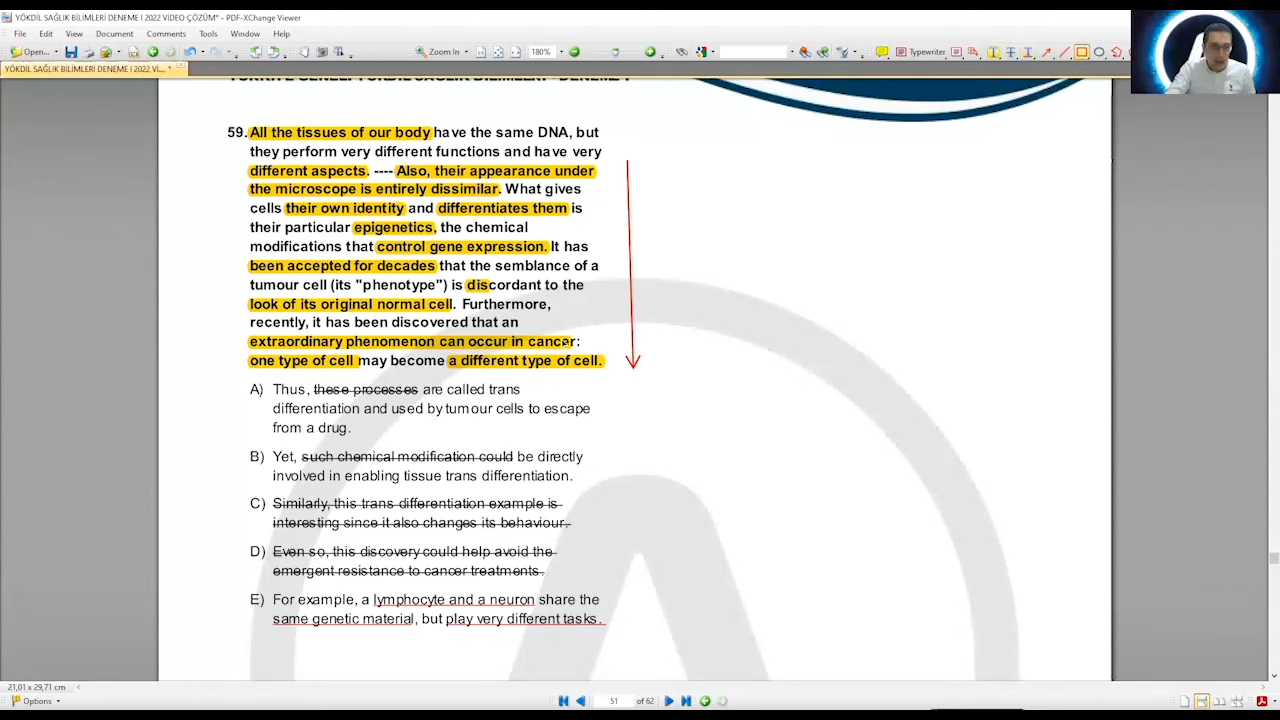 YÖKDİL SAĞLIK BİLİMLERİ DENEME I 2022 VİDEO ÇÖZÜM* - PDF-XChange Viewer
File Edit View Document Comments Tools Window Help
Open... Zoom In 180% Typewriter
YÖKDİL SAĞLIK BİLİMLERİ DENEME I 2022 Vİ... *
TÜRKİYE GENELİ YÖKDİL SAĞLIK BİLİMLERİ - DENEME I
59. All the tissues of our body have the same DNA, but
they perform very different functions and have very
different aspects. ---- Also, their appearance under
the microscope is entirely dissimilar. What gives
cells their own identity and differentiates them is
their particular epigenetics, the chemical
modifications that control gene expression. It has
been accepted for decades that the semblance of a
tumour cell (its "phenotype") is discordant to the
look of its original normal cell. Furthermore,
recently, it has been discovered that an
extraordinary phenomenon can occur in cancer:
one type of cell may become a different type of cell.
A) Thus, these processes are called trans
differentiation and used by tumour cells to escape
from a drug.
B) Yet, such chemical modification could be directly
involved in enabling tissue trans differentiation.
C) Similarly, this trans differentiation example is
interesting since it also changes its behaviour.
D) Even so, this discovery could help avoid the
emergent resistance to cancer treatments.
E) For example, a lymphocyte and a neuron share the
same genetic material, but play very different tasks.
21,01 x 29,71 cm
Options 51 of 62